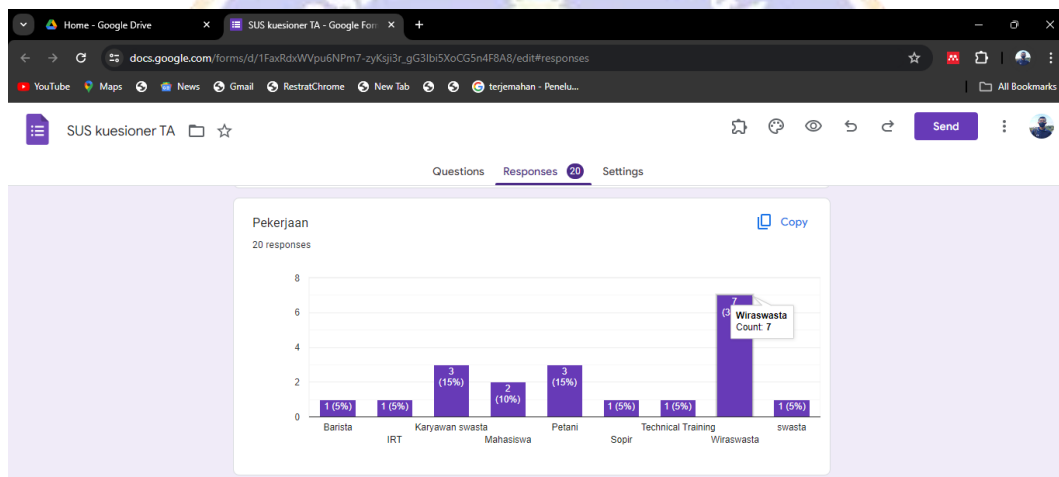 Home - Google Drive
SUS kuesioner TA - Google For
docs.google.com/forms/d/1FaxRdxWVpu6NPm7-zyKsji3r_gG3Ibi5XoCG5n4F8A8/edit#responses
YouTube Maps News Gmail RestratChrome New Tab terjemahan - Penelu... All Bookmarks
SUS kuesioner TA Send
Questions Responses 20 Settings
Pekerjaan Copy
20 responses
8
6
4
2
0
1 (5%)
1 (5%)
3
(15%)
2
(10%)
3
(15%)
1 (5%)
1 (5%)
7
(3
Wiraswasta
Count: 7
1 (5%)
Barista
IRT
Karyawan swasta
Mahasiswa
Petani
Sopir
Technical Training
Wiraswasta
swasta